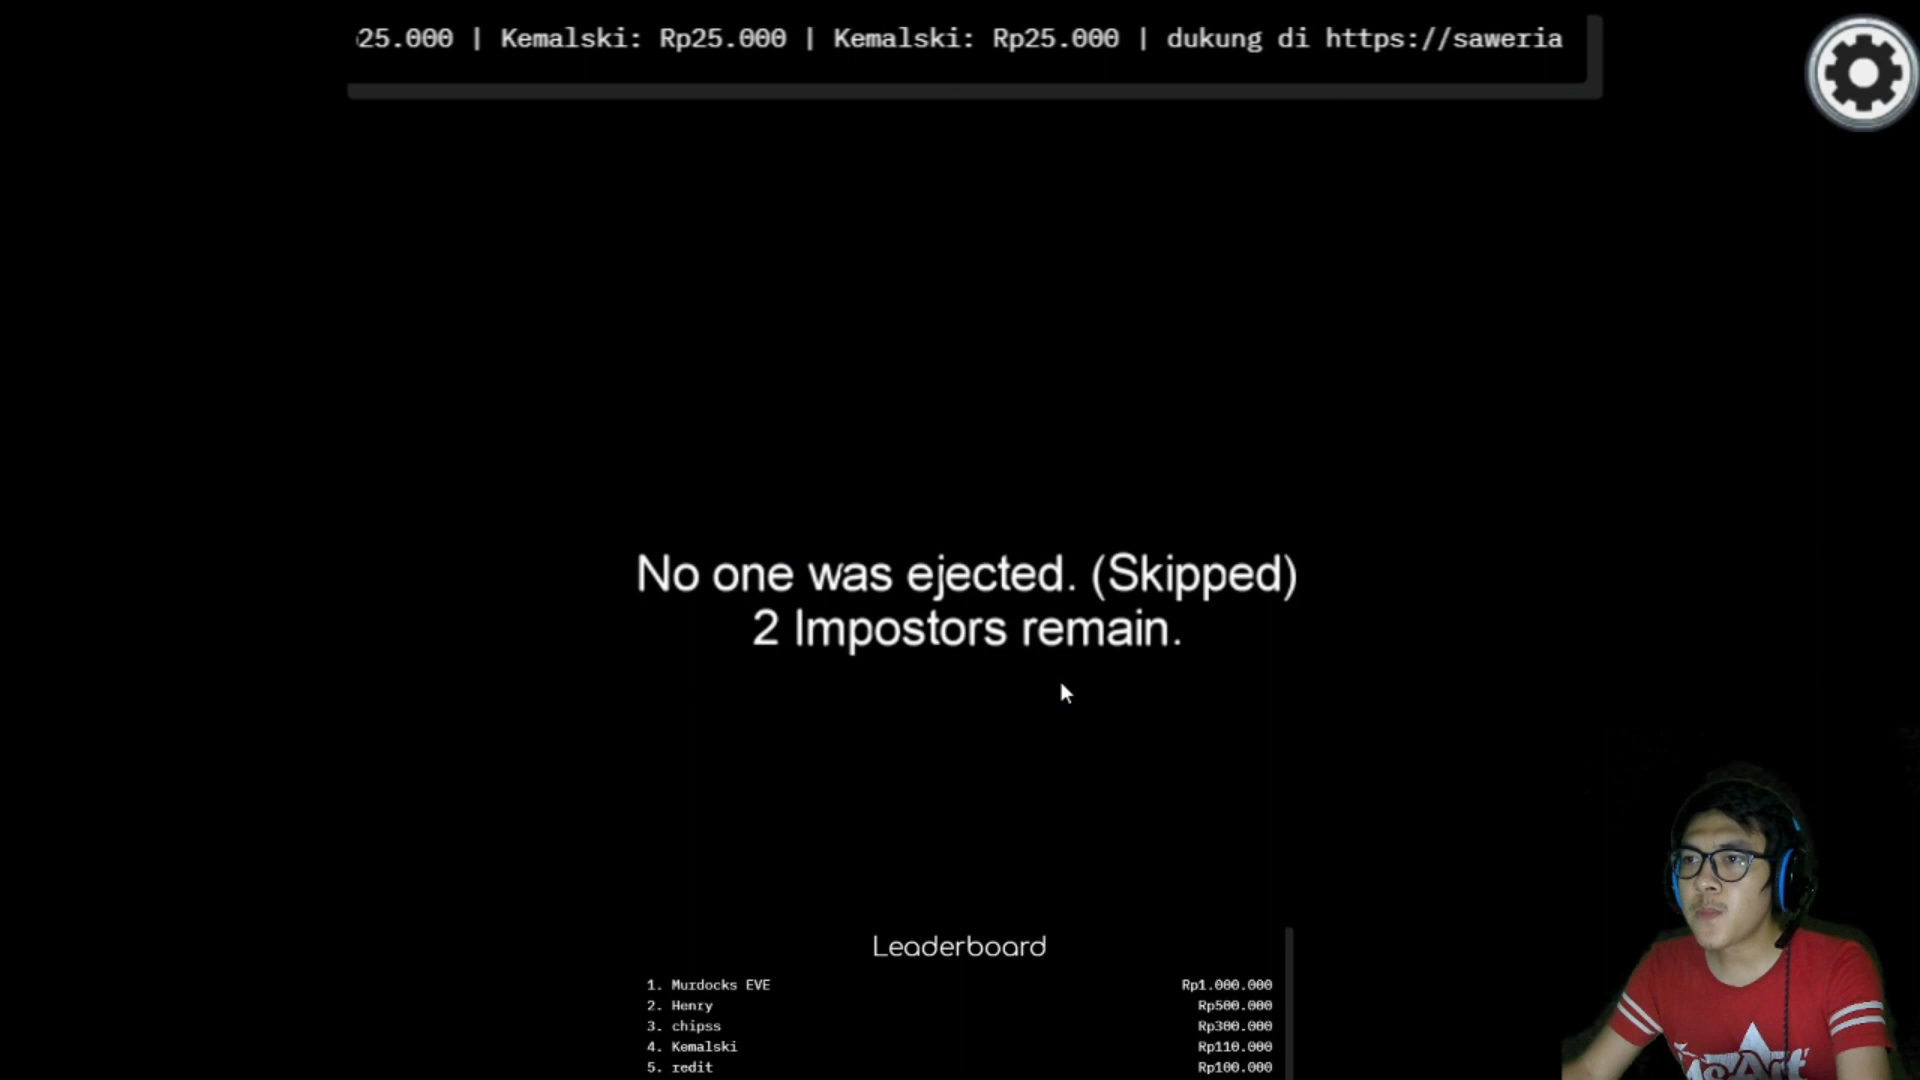 25.000 | Kemalski: Rp25.000 | Kemalski: Rp25.000 | dukung di https://saweria
No one was ejected. (Skipped)
2 Impostors remain.
Leaderboard
1. Murdocks EVE Rp1.000.000
2. Henry Rp500.000
3. chipss Rp300.000
4. Kemalski Rp110.000
5. redit Rp100.000